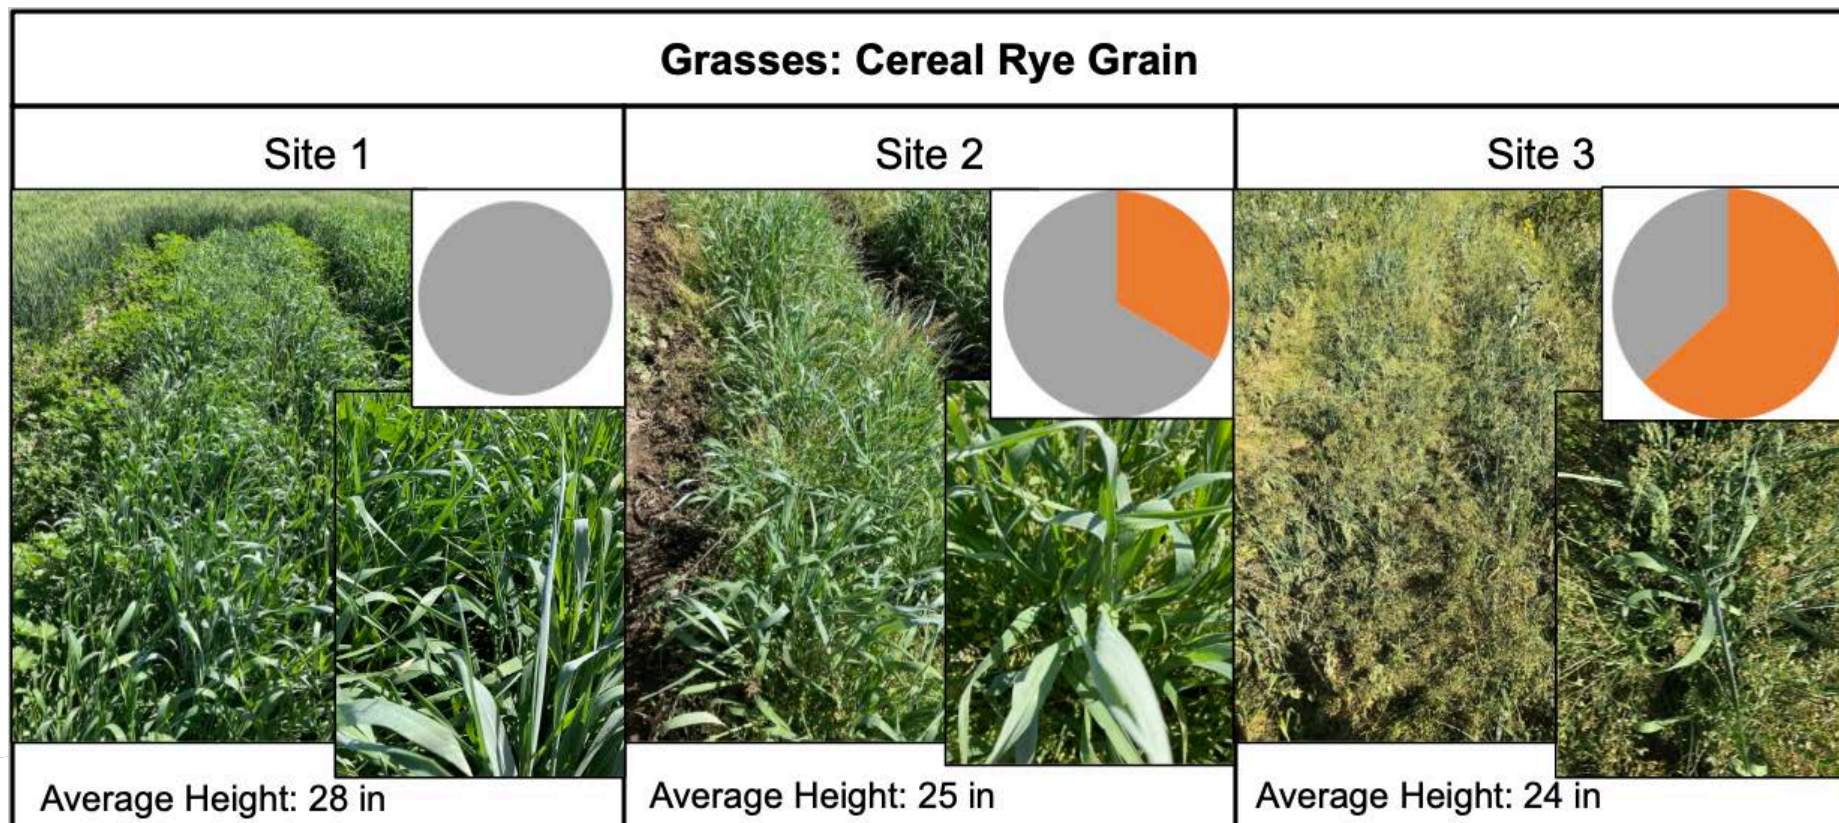 Grasses: Cereal Rye Grain
Site 1
Site 2
Site 3
Average Height: 28 in
Average Height: 25 in
Average Height: 24 in